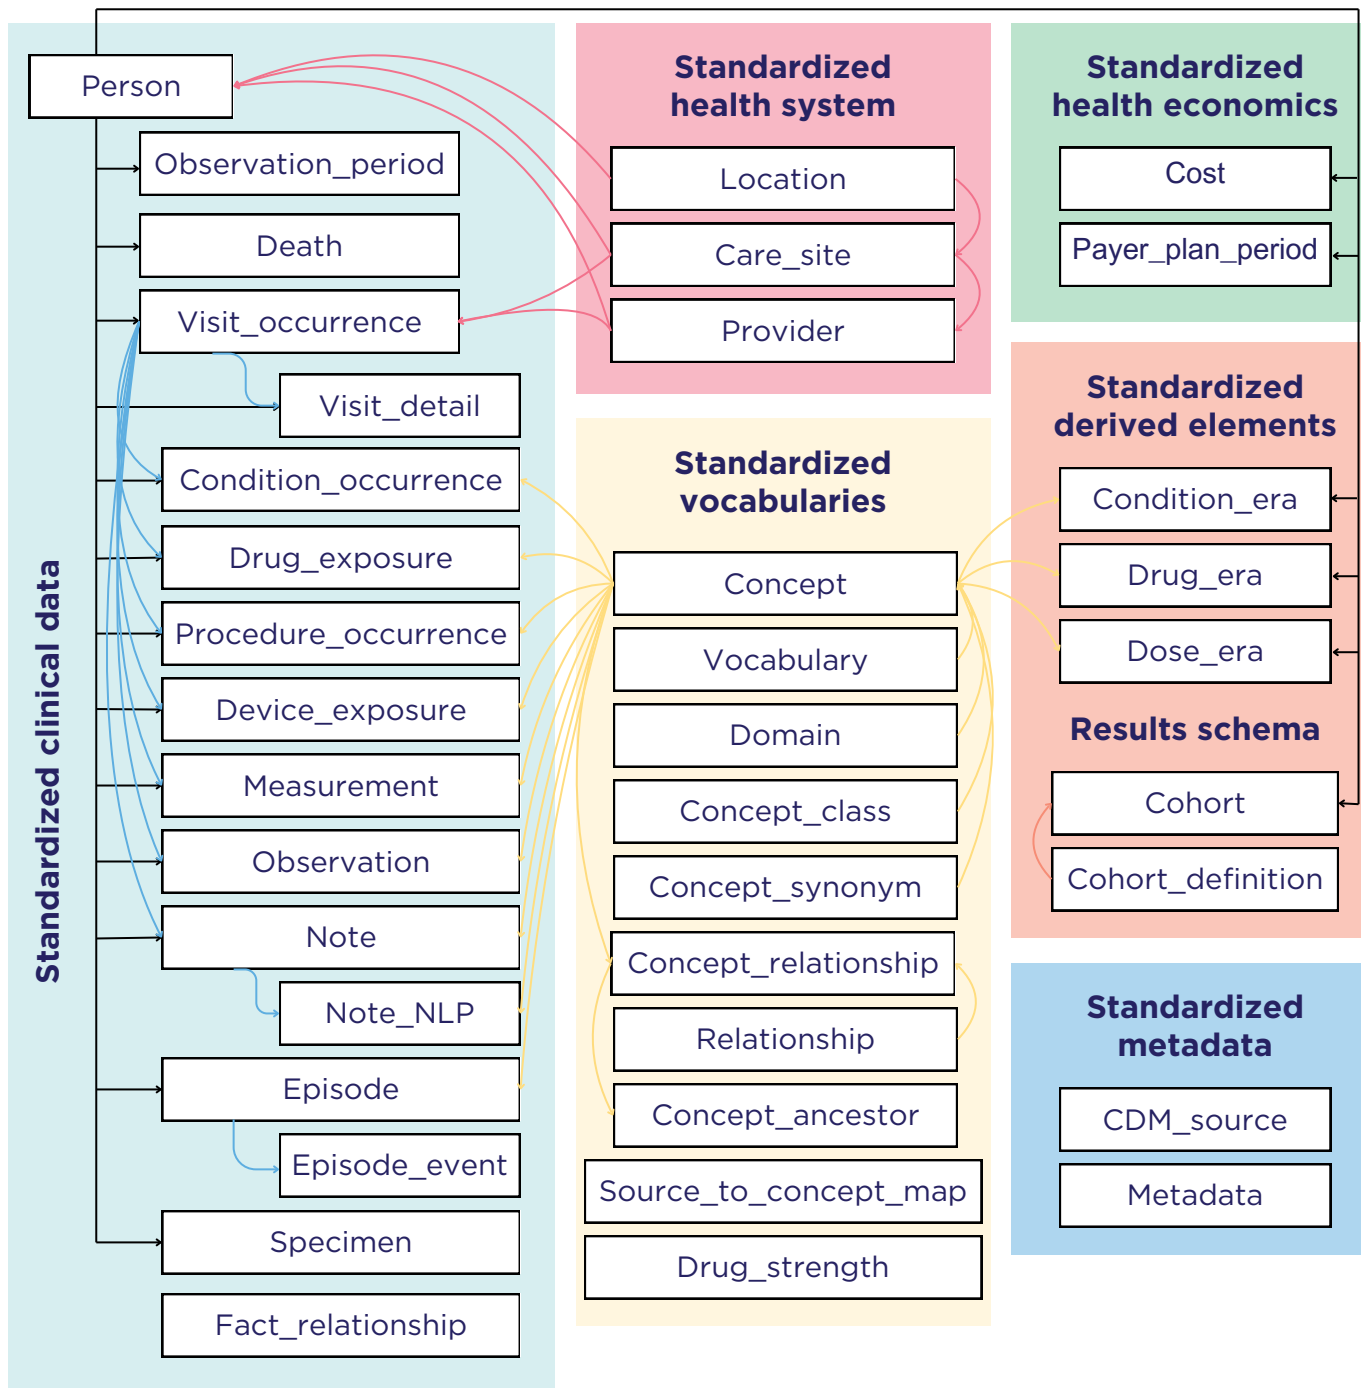 Standardized clinical data
Person
Observation_period
Death
Visit_occurrence
Visit_detail
Condition_occurrence
Drug_exposure
Procedure_occurrence
Device_exposure
Measurement
Observation
Note
Note_NLP
Episode
Episode_event
Specimen
Fact_relationship
Standardized
health system
Location
Care_site
Provider
Standardized
vocabularies
Concept
Vocabulary
Domain
Concept_class
Concept_synonym
Concept_relationship
Relationship
Concept_ancestor
Source_to_concept_map
Drug_strength
Standardized
health economics
Cost
Payer_plan_period
Standardized
derived elements
Condition_era
Drug_era
Dose_era
Results schema
Cohort
Cohort_definition
Standardized
metadata
CDM_source
Metadata